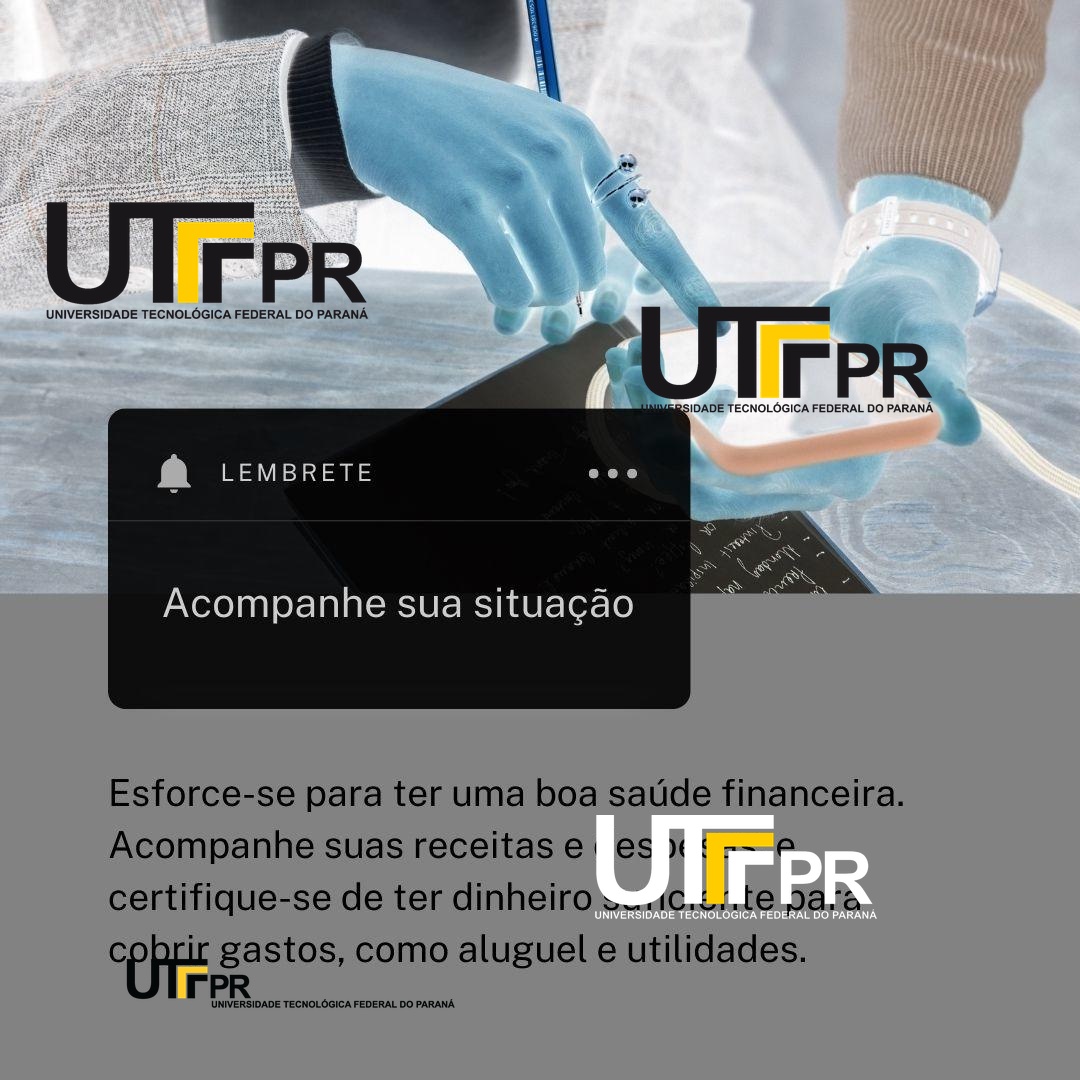 UTFPR
UNIVERSIDADE TECNOLÓGICA FEDERAL DO PARANÁ
UTFPR
UNIVERSIDADE TECNOLÓGICA FEDERAL DO PARANÁ
LEMBRETE
Acompanhe sua situação
Esforce-se para ter uma boa saúde financeira.
Acompanhe suas receitas e despesas, e
certifique-se de ter dinheiro suficiente para
cobrir gastos, como aluguel e utilidades.
UTFPR
UNIVERSIDADE TECNOLÓGICA FEDERAL DO PARANÁ
UTFPR
UNIVERSIDADE TECNOLÓGICA FEDERAL DO PARANÁ